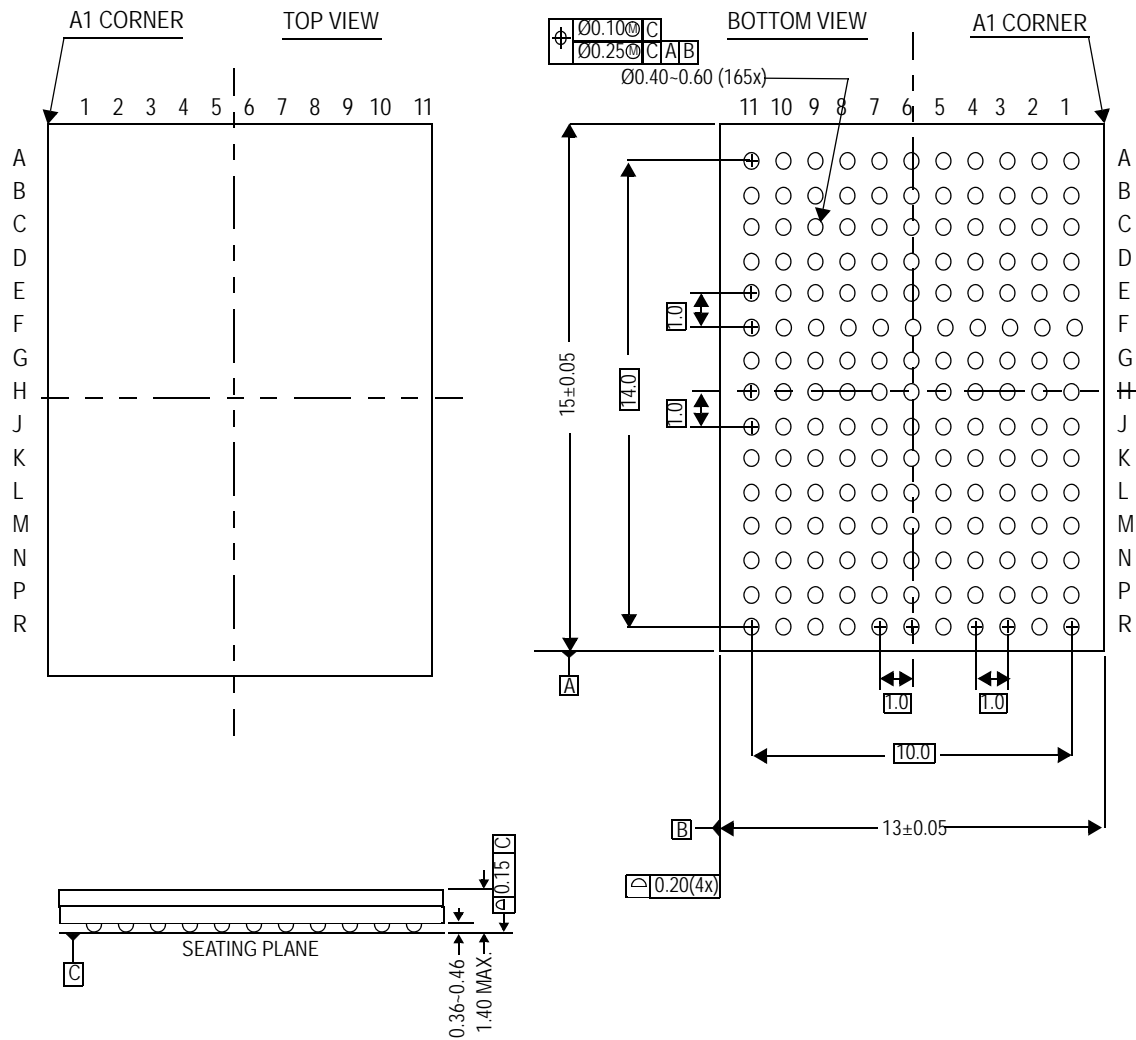 A1 CORNER
TOP VIEW
1 2 3 4 5 6 7 8 9 10 11
A
B
C
D
E
F
G
H
J
K
L
M
N
P
R
Ø0.10Ⓜ C
Ø0.25Ⓜ C A B
BOTTOM VIEW
A1 CORNER
Ø0.40~0.60 (165x)
11 10 9 8 7 6 5 4 3 2 1
A
B
C
D
E
F
G
H
J
K
L
M
N
P
R
15±0.05
14.0
1.0
1.0
A
1.0
1.0
10.0
B
13±0.05
0.20(4x)
0.15 C
SEATING PLANE
C
0.36~0.46
1.40 MAX.